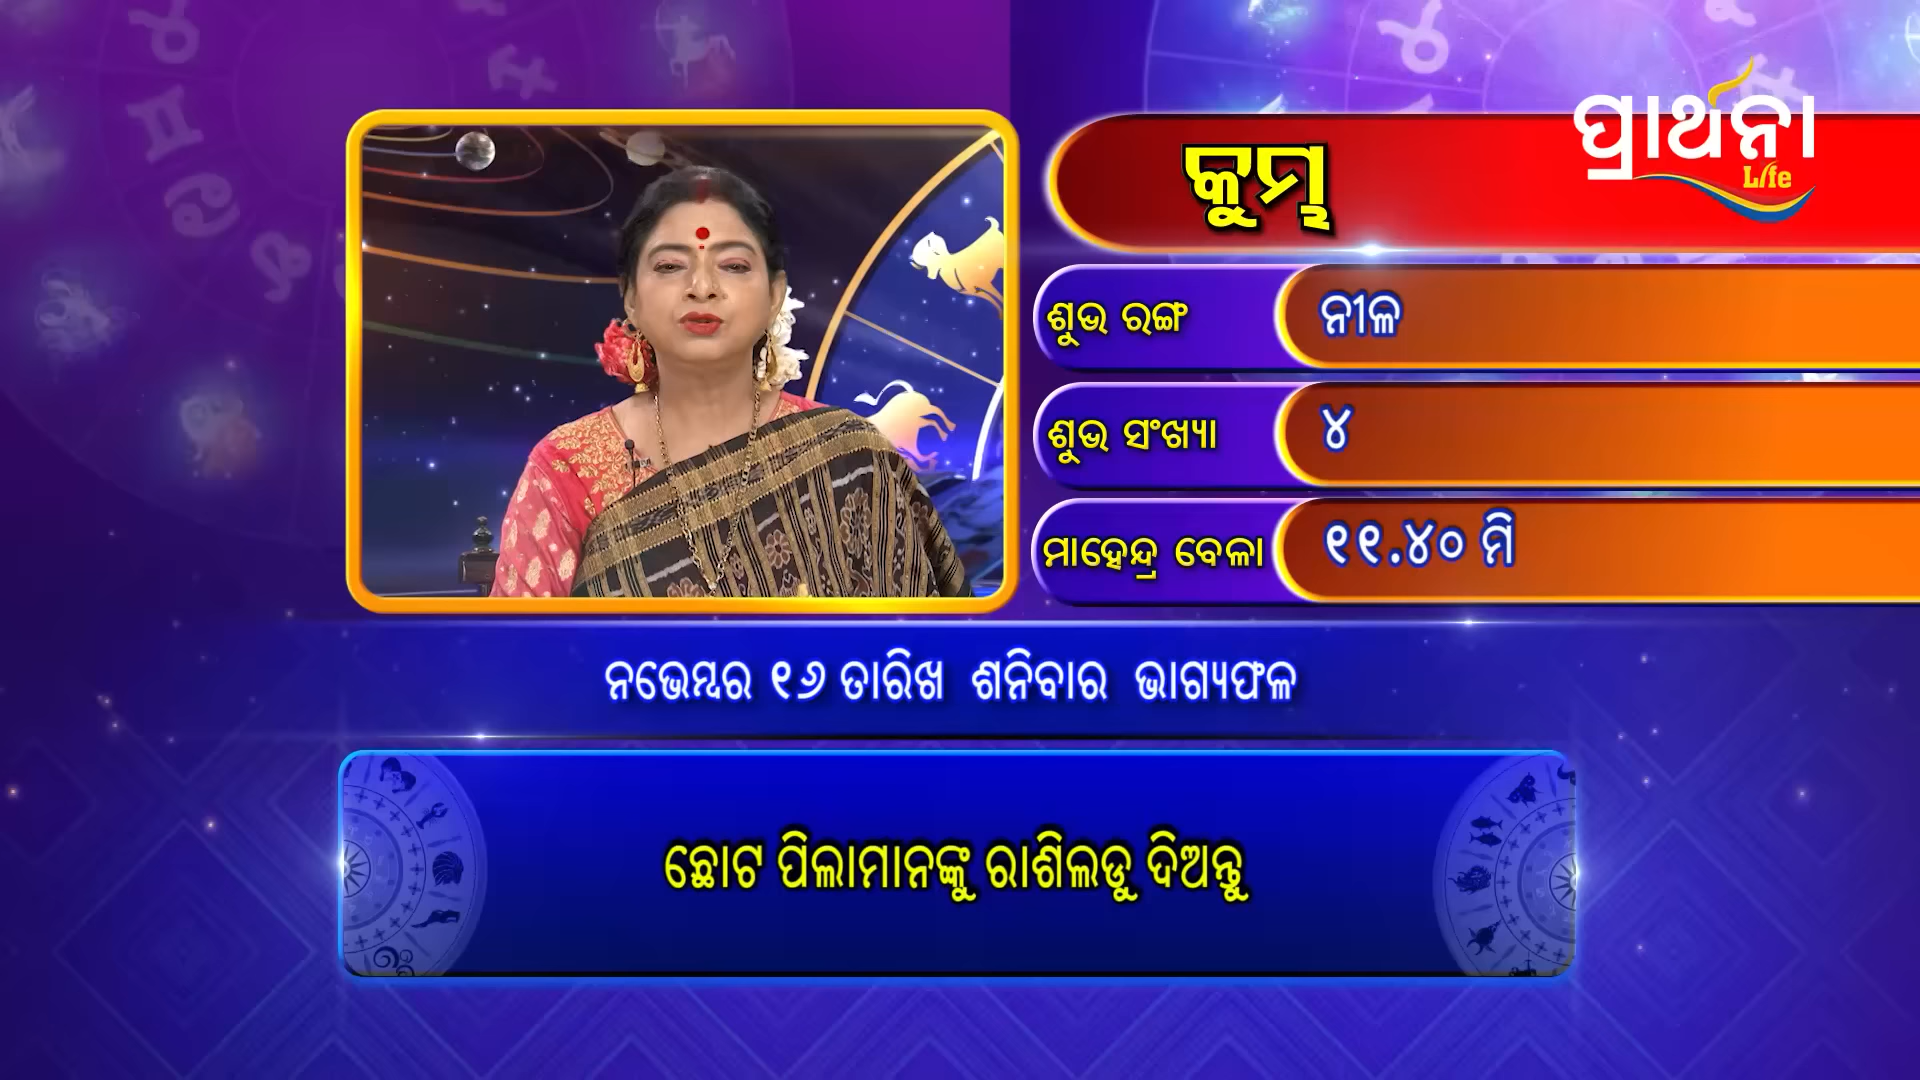 ପ୍ରାର୍ଥନା
Life
କୁମ୍ଭ
ଶୁଭ ରଙ୍ଗ ନୀଳ
ଶୁଭ ସଂଖ୍ୟା ୪
ମାହେନ୍ଦ୍ର ବେଳା ୧୧.୪୦ ମି
ନଭେମ୍ବର ୧୬ ତାରିଖ ଶନିବାର ଭାଗ୍ୟଫଳ
ଛୋଟ ପିଲାମାନଙ୍କୁ ରାଶିଲଡୁ ଦିଅନ୍ତୁ